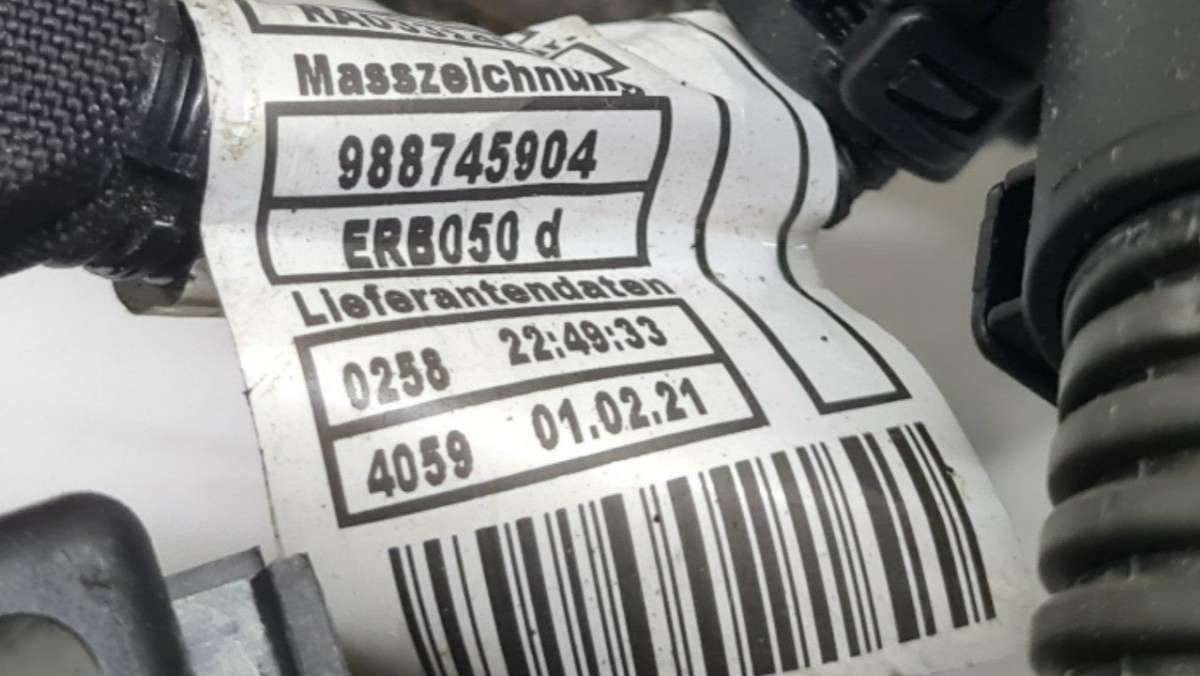 Masszeichnung
988745904
ERB050 d
Lieferantendaten
0258 22:49:33
4059 01.02.21